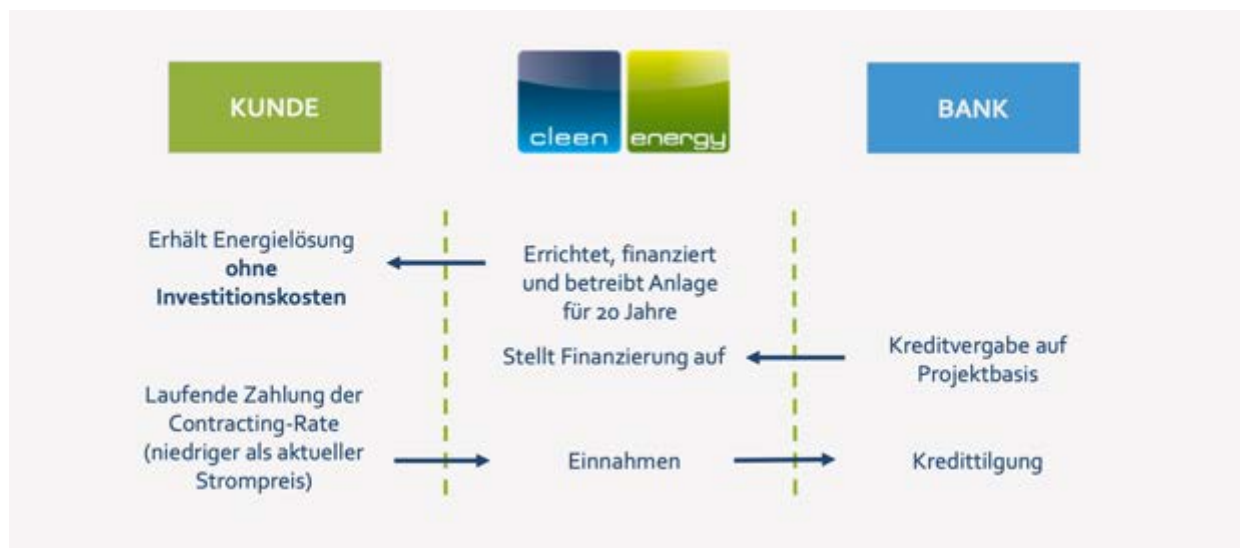 KUNDE
cleen energy
BANK
Erhält Energielösung
ohne
Investitionskosten
Errichtet, finanziert
und betreibt Anlage
für 20 Jahre
Stellt Finanzierung auf
Kreditvergabe auf
Projektbasis
Laufende Zahlung der
Contracting-Rate
(niedriger als aktueller
Strompreis)
Einnahmen
Kredittilgung